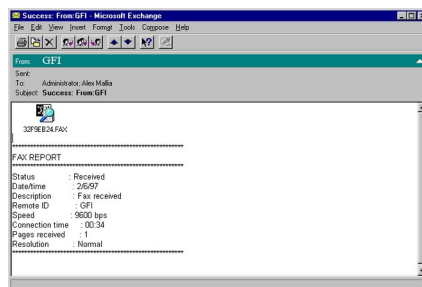 Success: From:GFI - Microsoft Exchange
File Edit View Insert Format Tools Compose Help
From: GFI
Sent:
To: Administrator; Alex Mallia
Subject: Success: From:GFI
32F9EB24.FAX
FAX REPORT
Status : Received
Date/time : 2/6/97
Description : Fax received
Remote ID : GFI
Speed : 9600 bps
Connection time : 00:34
Pages received : 1
Resolution : Normal